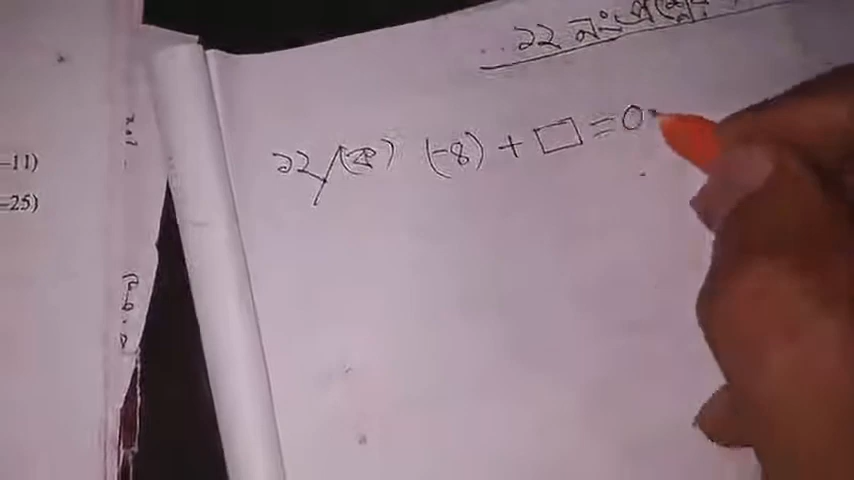 ২২ নং প্রশ্ন:
২২/(ক) (-8) + □ = 0
–11)
=25)